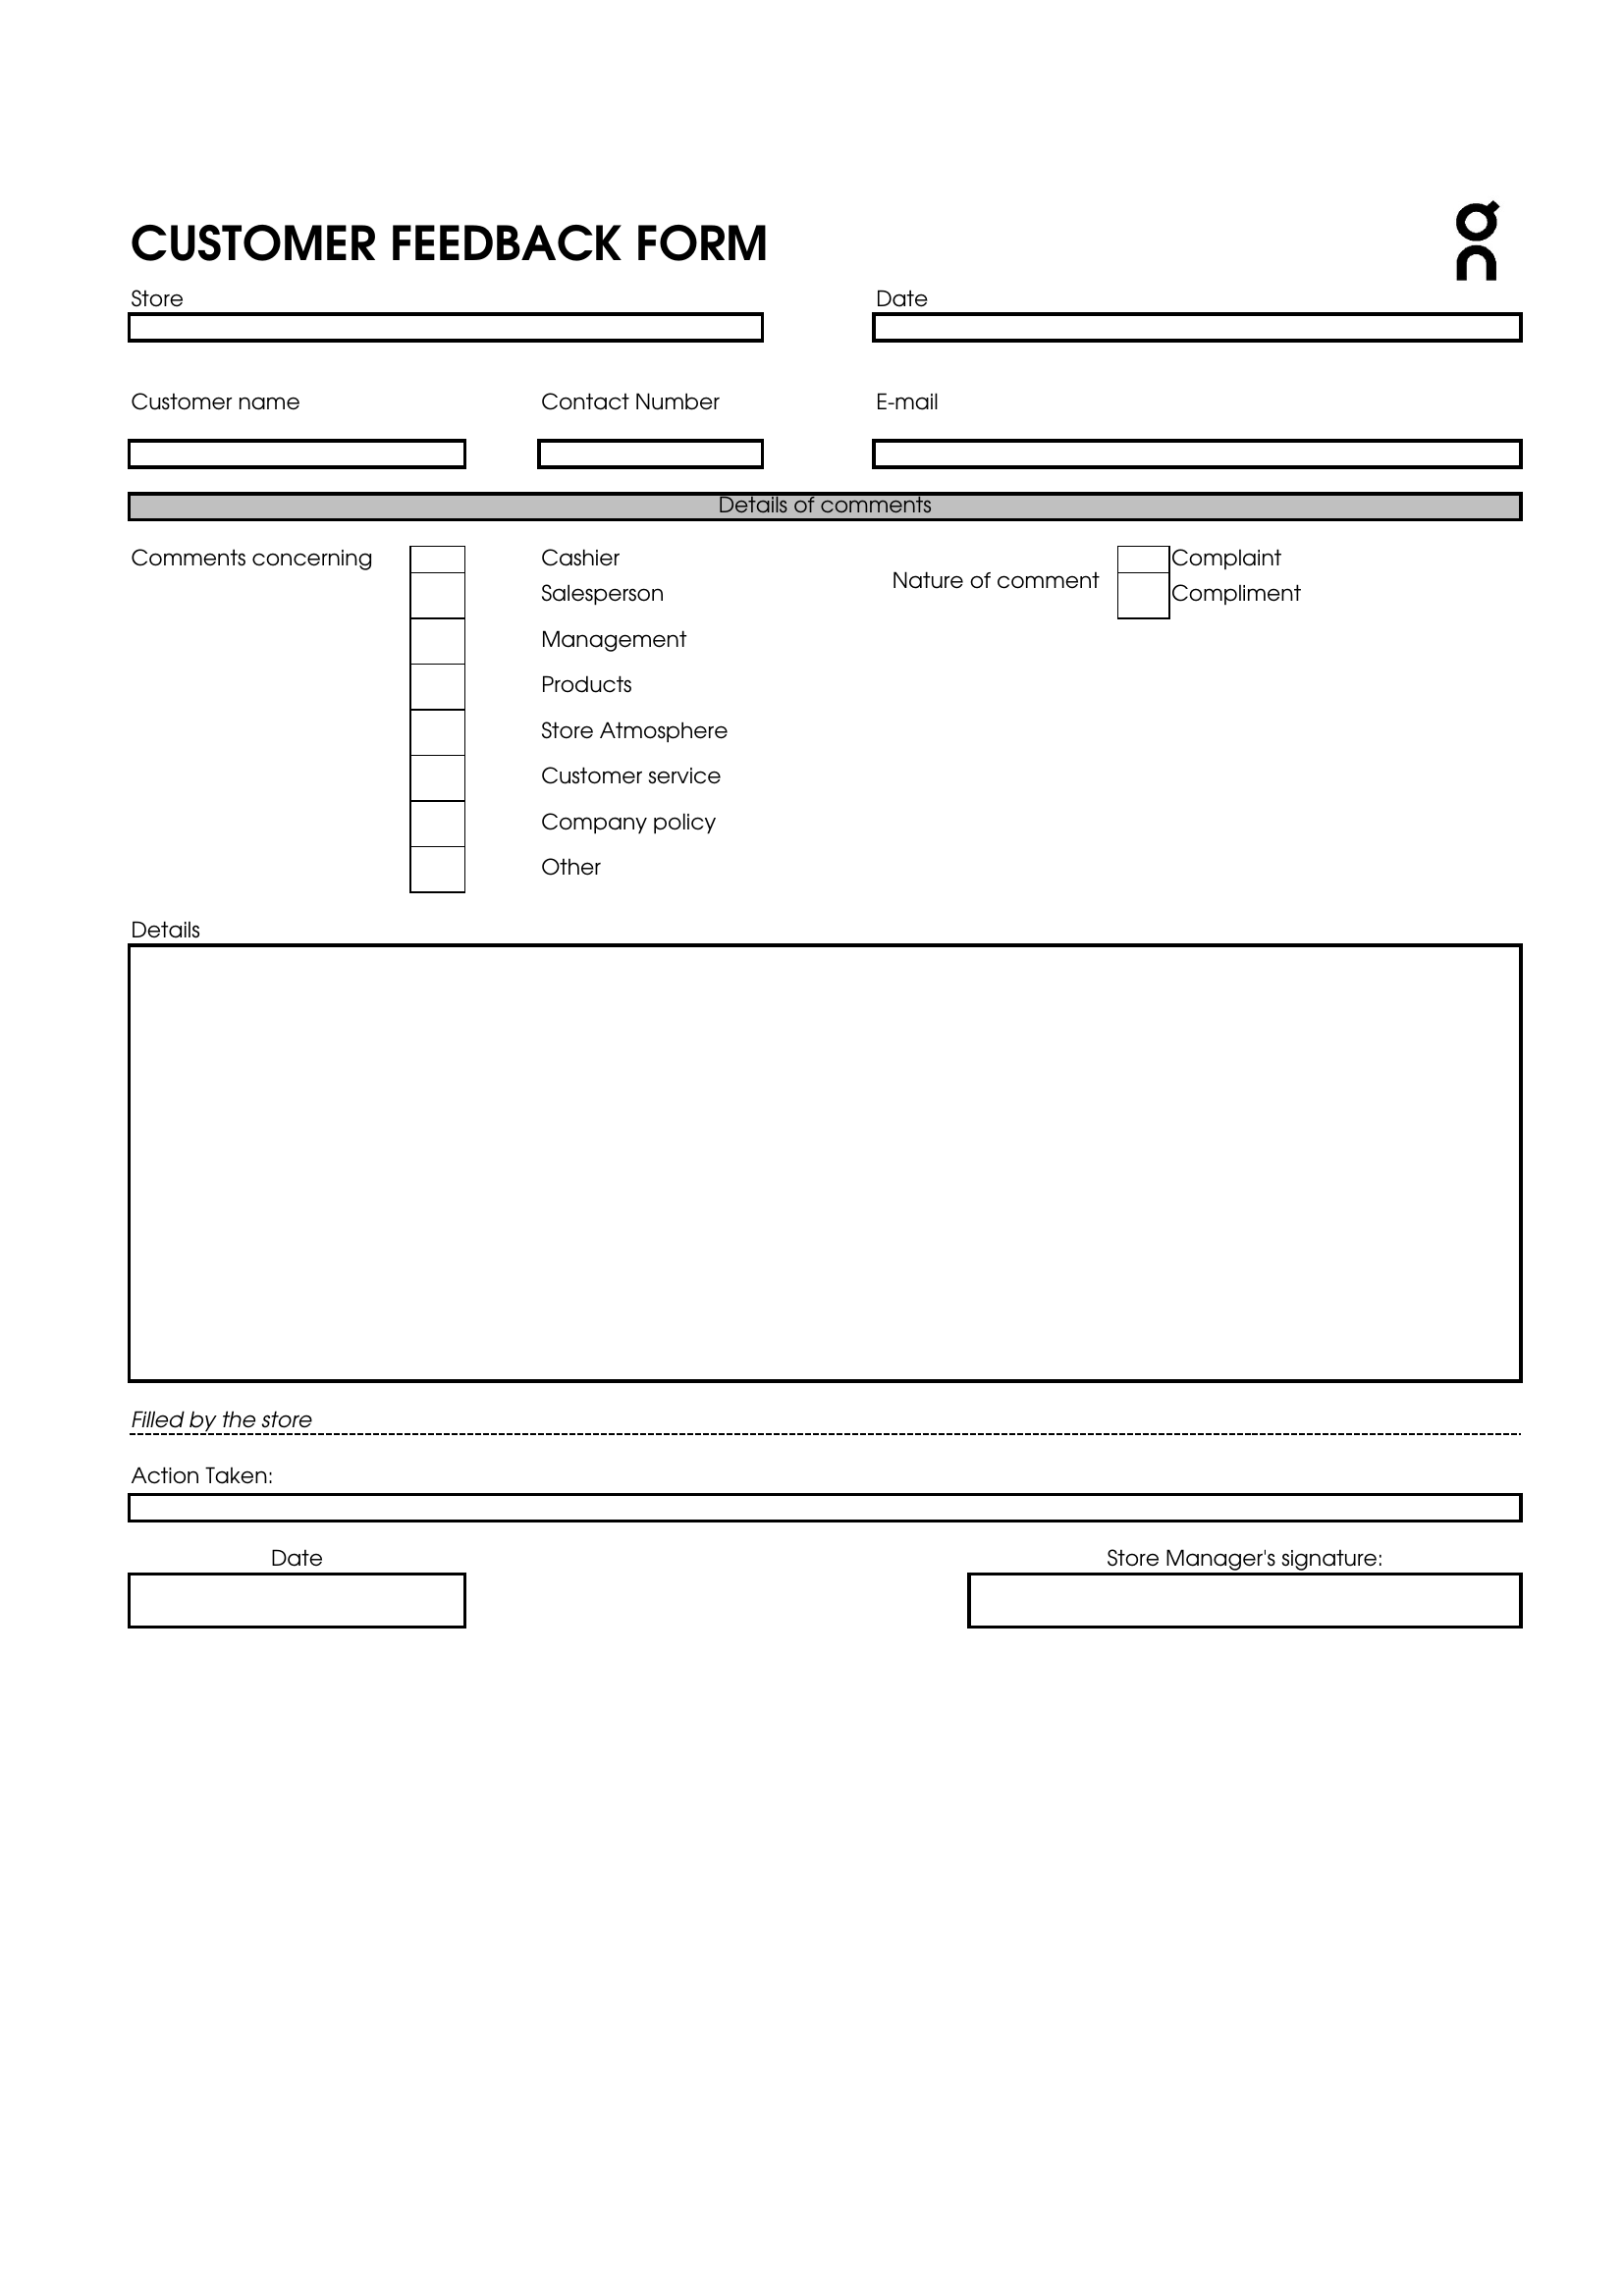 CUSTOMER FEEDBACK FORM
Store Date
Customer name Contact Number E-mail
Details of comments
Comments concerning Cashier Complaint
Nature of comment
Salesperson Compliment
Management
Products
Store Atmosphere
Customer service
Company policy
Other
Details
Filled by the store
Action Taken:
Date Store Manager's signature: